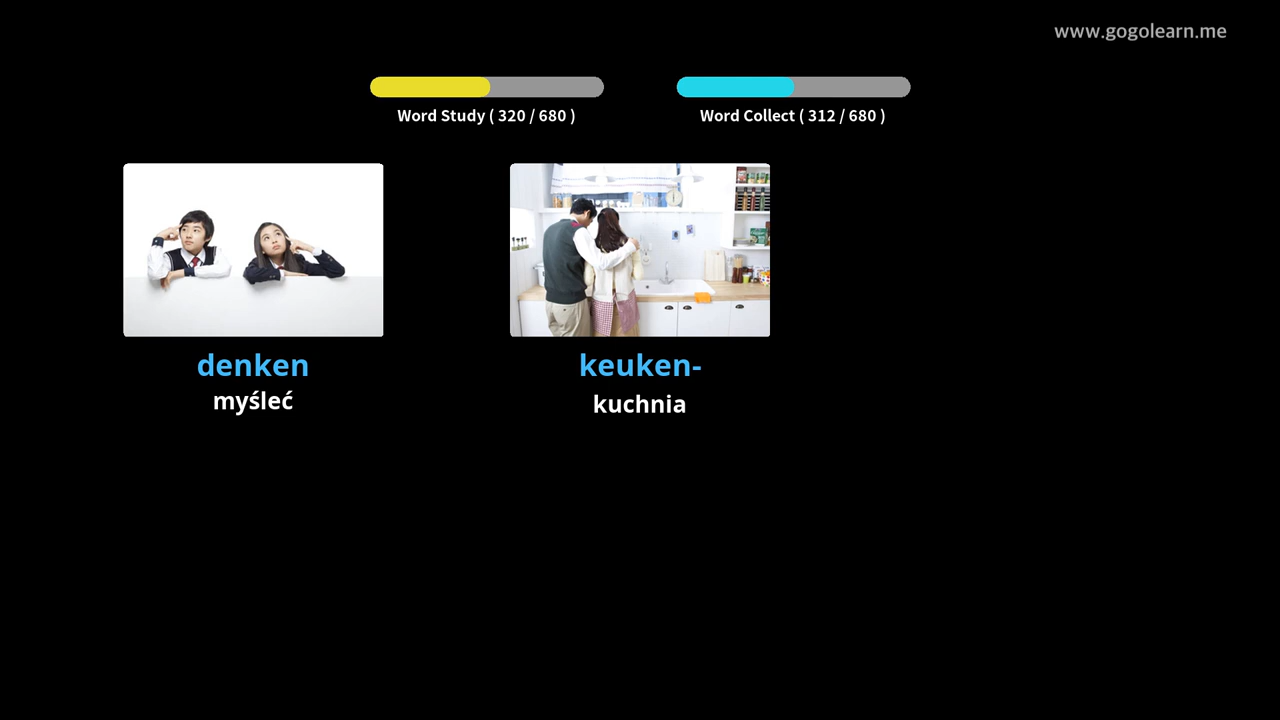 www.gogolearn.me
Word Study ( 320 / 680 )
Word Collect ( 312 / 680 )
denken
myśleć
keuken-
kuchnia